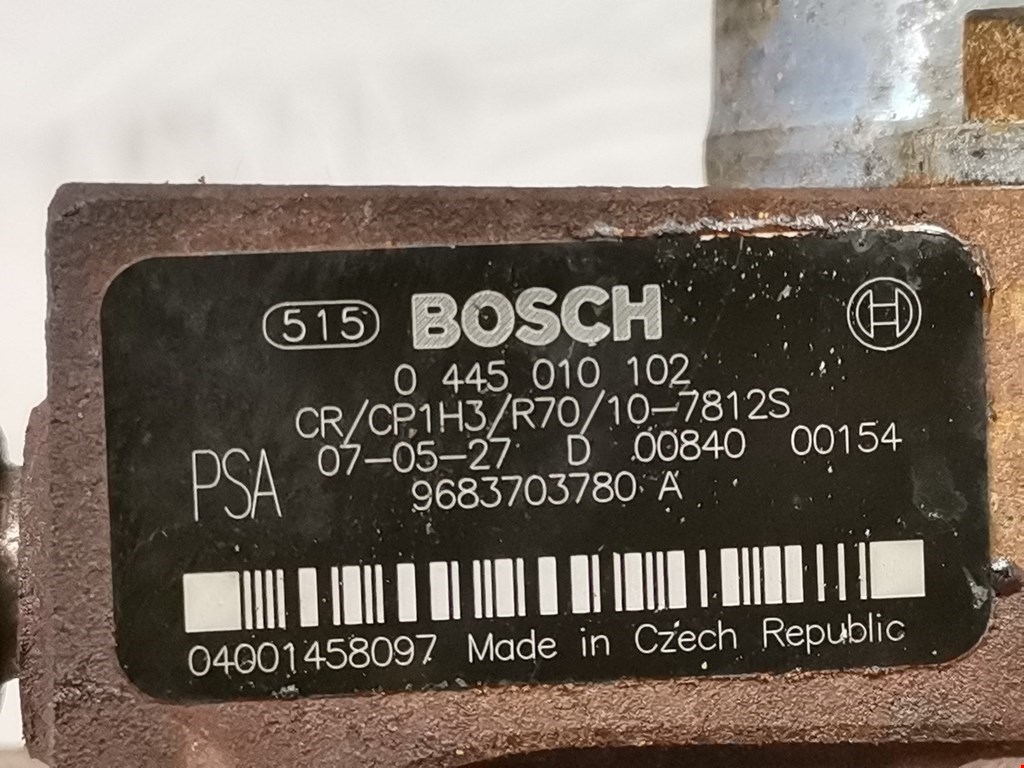 515 BOSCH
0 445 010 102
CR/CP1H3/R70/10-7812S
PSA 07-05-27 D 00840 00154
9683703780 A
04001458097 Made in Czech Republic